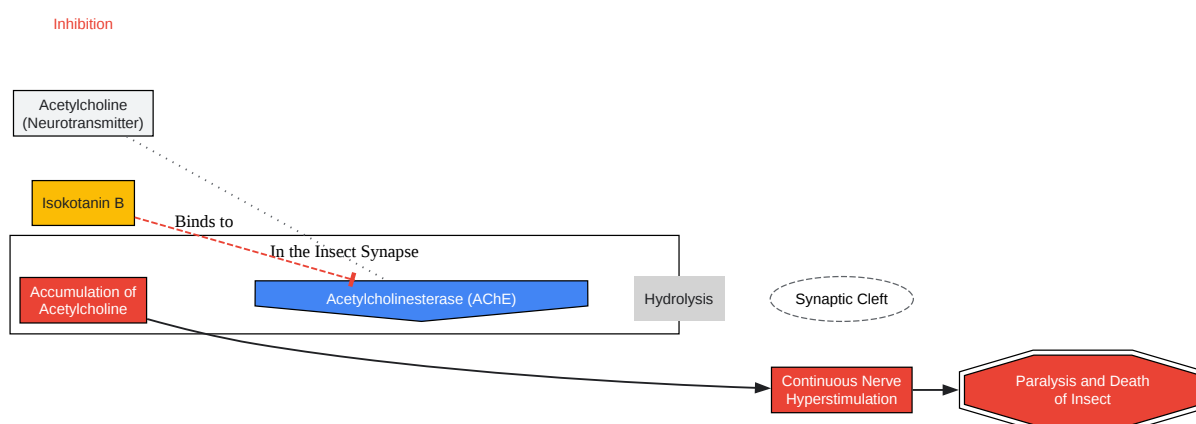 Inhibition
Acetylcholine
(Neurotransmitter)
Isokotanin B
Binds to
In the Insect Synapse
Accumulation of
Acetylcholine
Acetylcholinesterase (AChE)
Hydrolysis
Synaptic Cleft
Continuous Nerve
Hyperstimulation
Paralysis and Death
of Insect